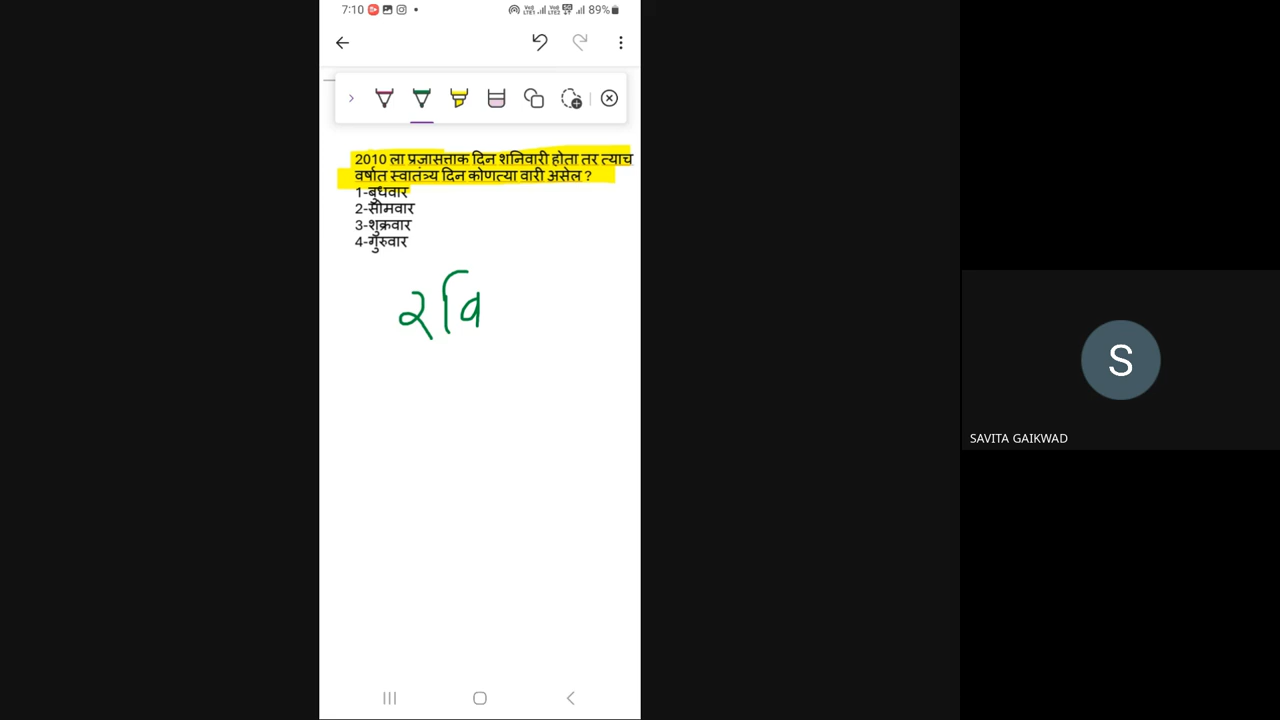 7:10
89%
2010 ला प्रजासत्ताक दिन शनिवारी होता तर त्याच
वर्षात स्वातंत्र्य दिन कोणत्या वारी असेल ?
1-बुधवार
2-सोमवार
3-शुक्रवार
4-गुरुवार
रवि
S
SAVITA GAIKWAD